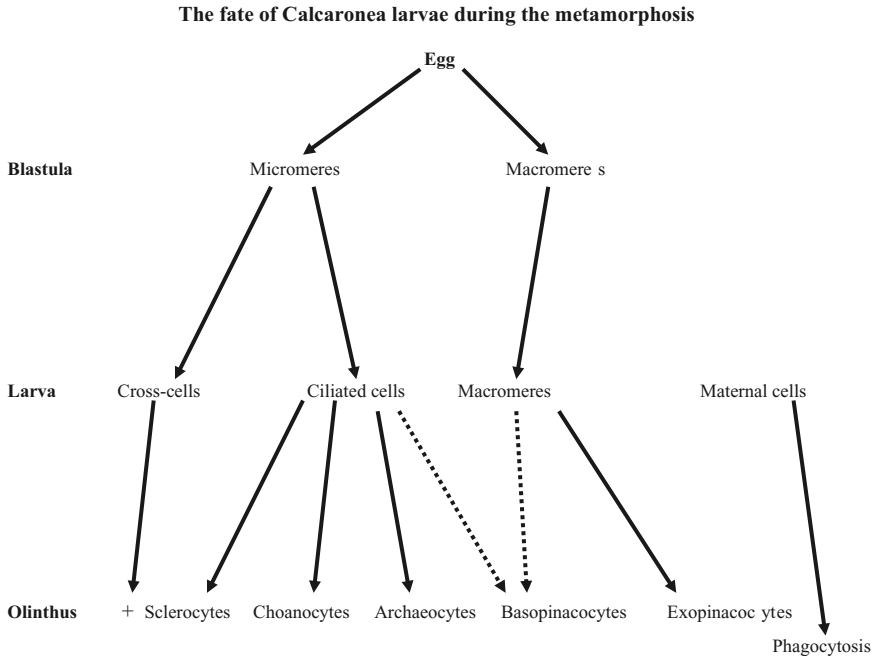 The fate of Calcaronea larvae during the metamorphosis
Egg
Blastula Micromeres Macromere s
Larva Cross-cells Ciliated cells Macromeres Maternal cells
Olinthus + Sclerocytes Choanocytes Archaeocytes Basopinacocytes Exopinacoc ytes
Phagocytosis